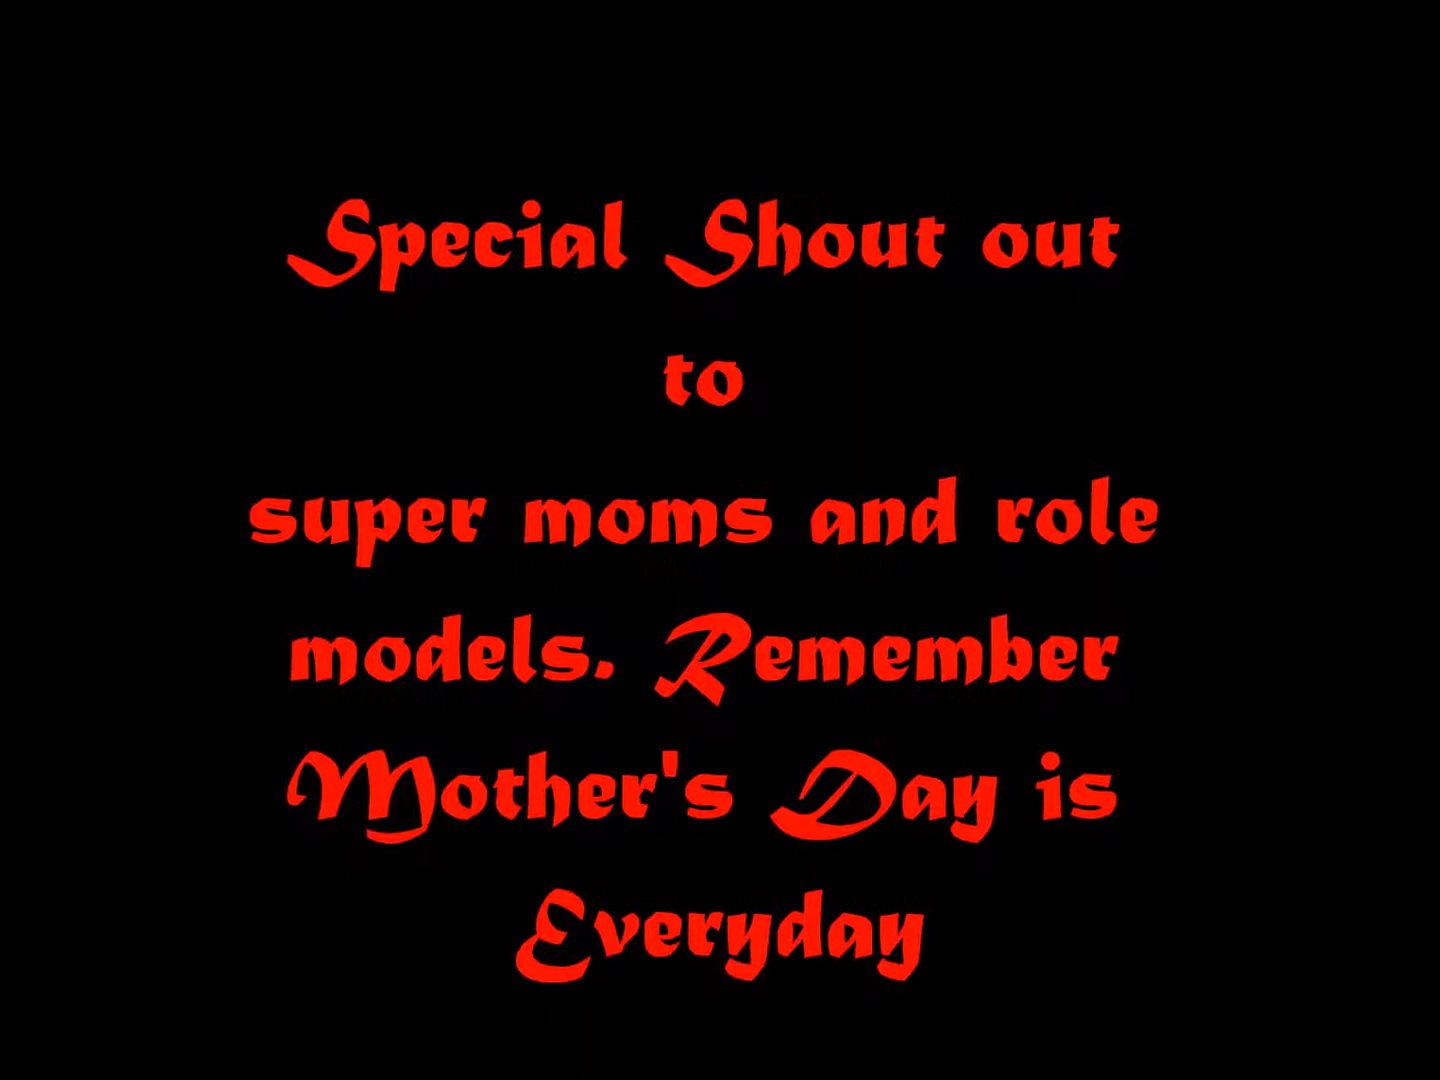 Special Shout out
to
super moms and role
models. Remember
Mother's Day is
Everyday